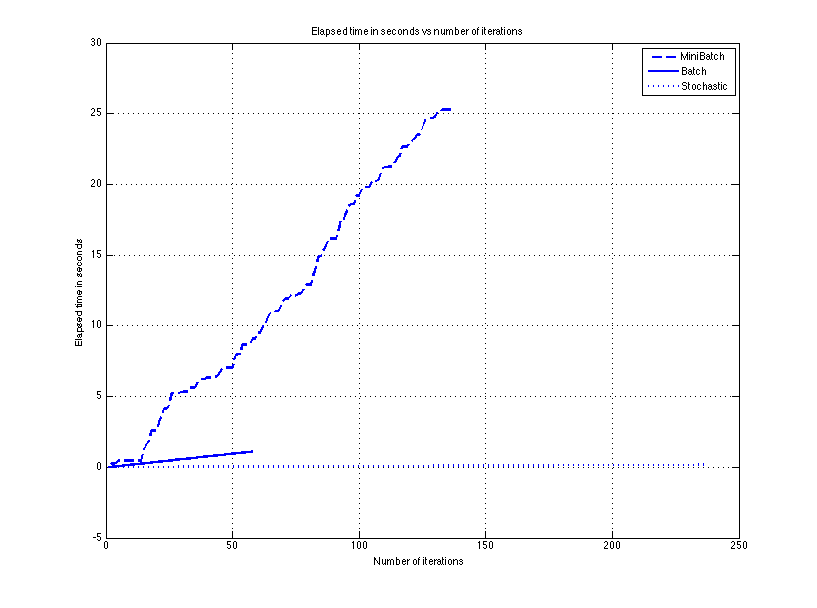 Elapsed time in seconds vs number of iterations
30
25
20
15
10
5
0
-5
Elapsed time in seconds
MiniBatch
Batch
Stochastic
0 50 100 150 200 250
Number of iterations